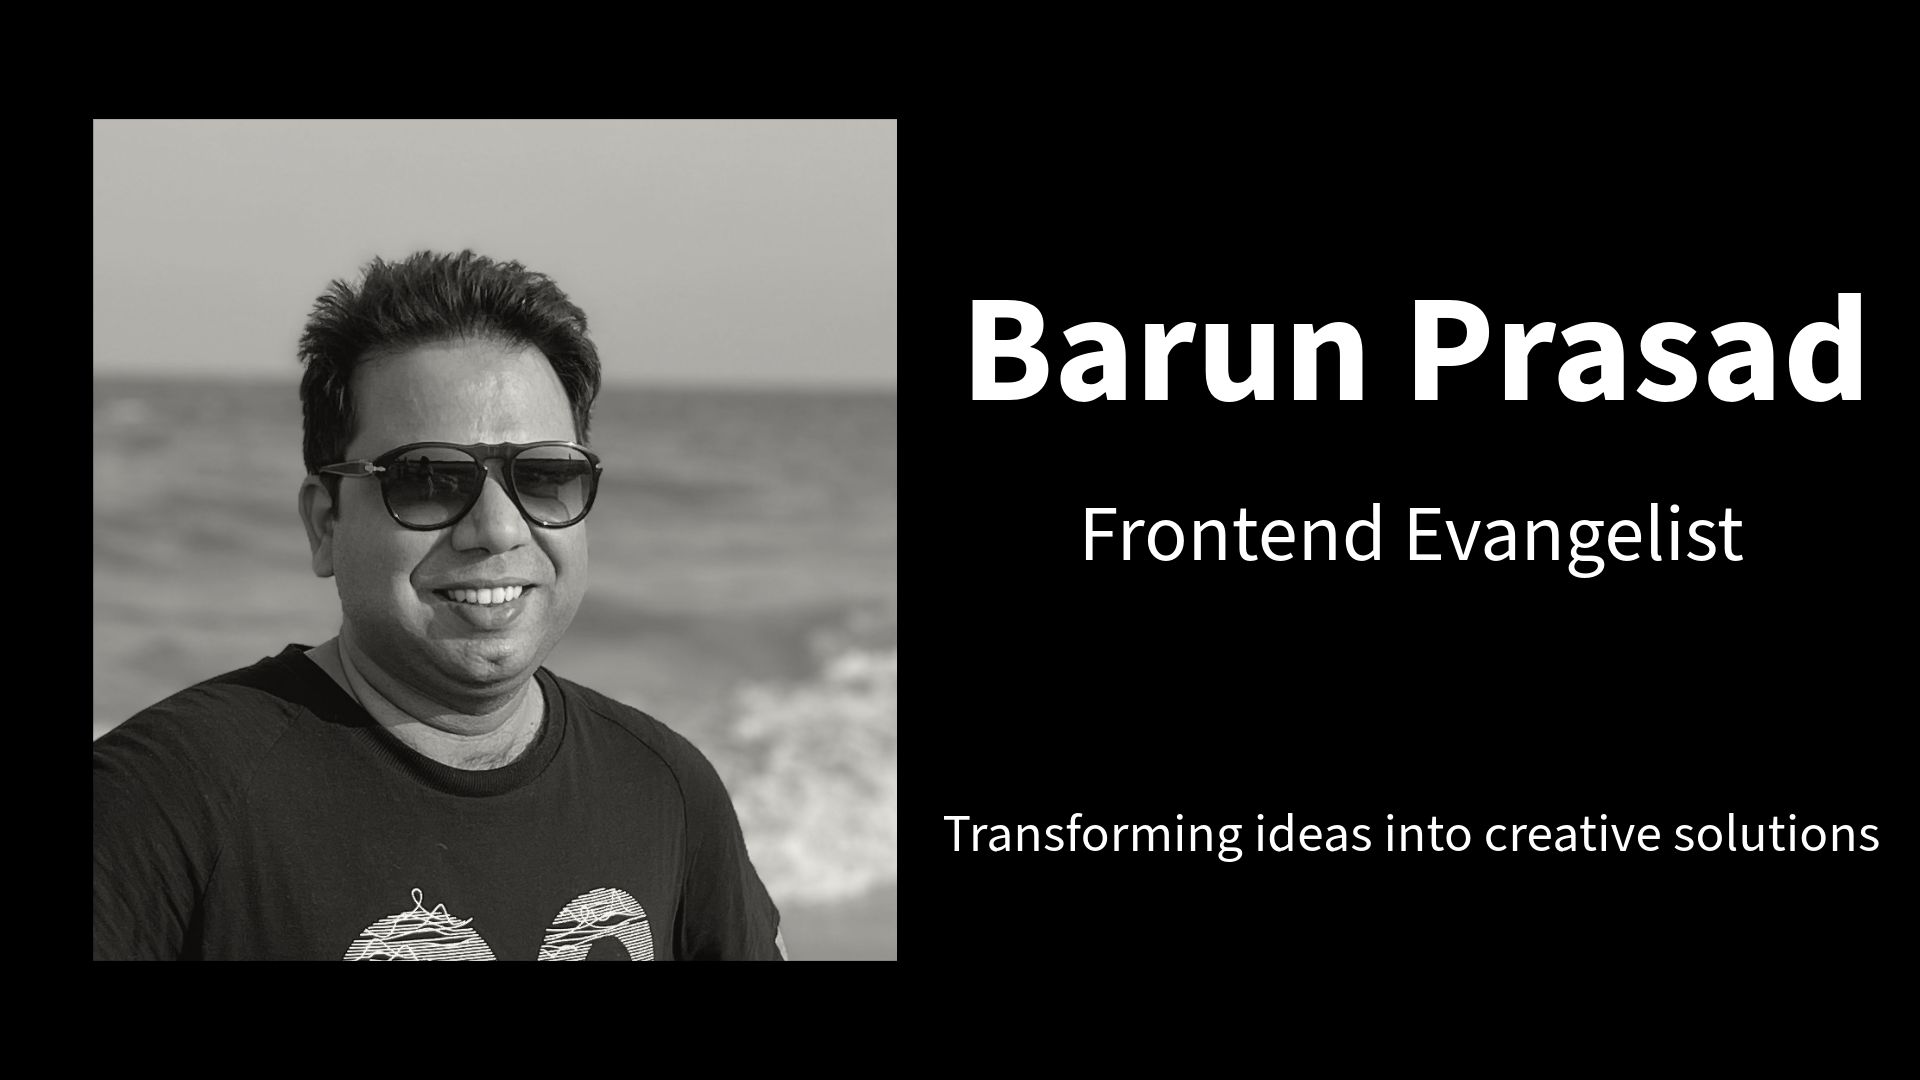 Barun Prasad
Frontend Evangelist
Transforming ideas into creative solutions